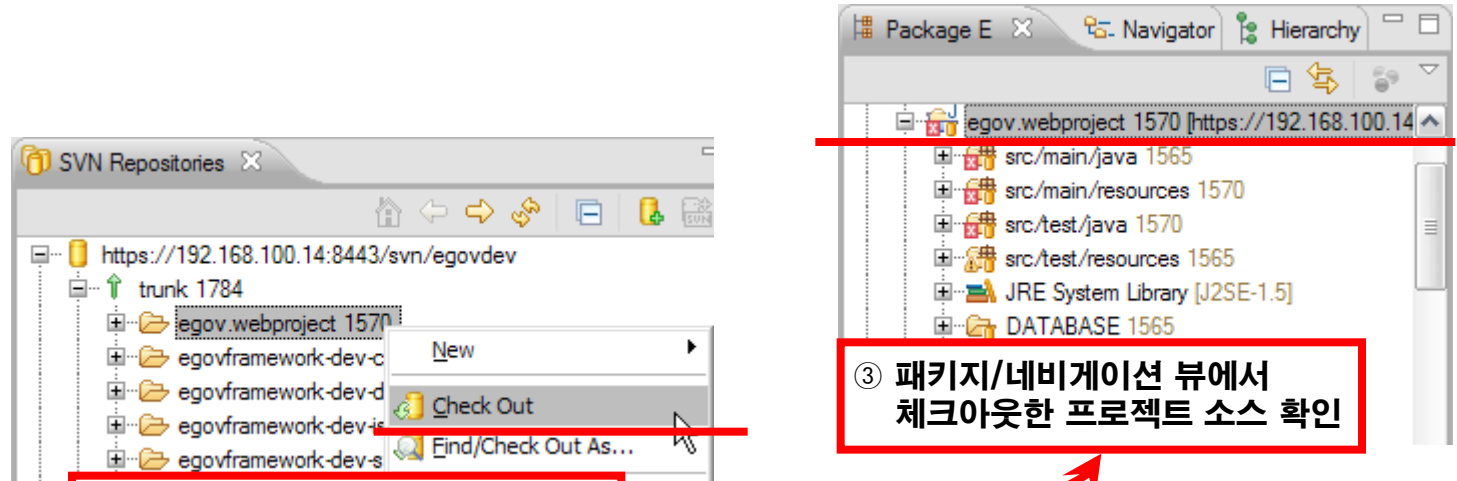 SVN Repositories
https://192.168.100.14:8443/svn/egovdev
trunk 1784
egov.webproject 1570
egovframework-dev-c
egovframework-dev-d
egovframework-dev-is
egovframework-dev-s
New
Check Out
Find/Check Out As...
Package E
Navigator
Hierarchy
egov.webproject 1570 [https://192.168.100.14
src/main/java 1565
src/main/resources 1570
src/test/java 1570
src/test/resources 1565
JRE System Library [J2SE-1.5]
DATABASE 1565
③ 패키지/네비게이션 뷰에서
체크아웃한 프로젝트 소스 확인